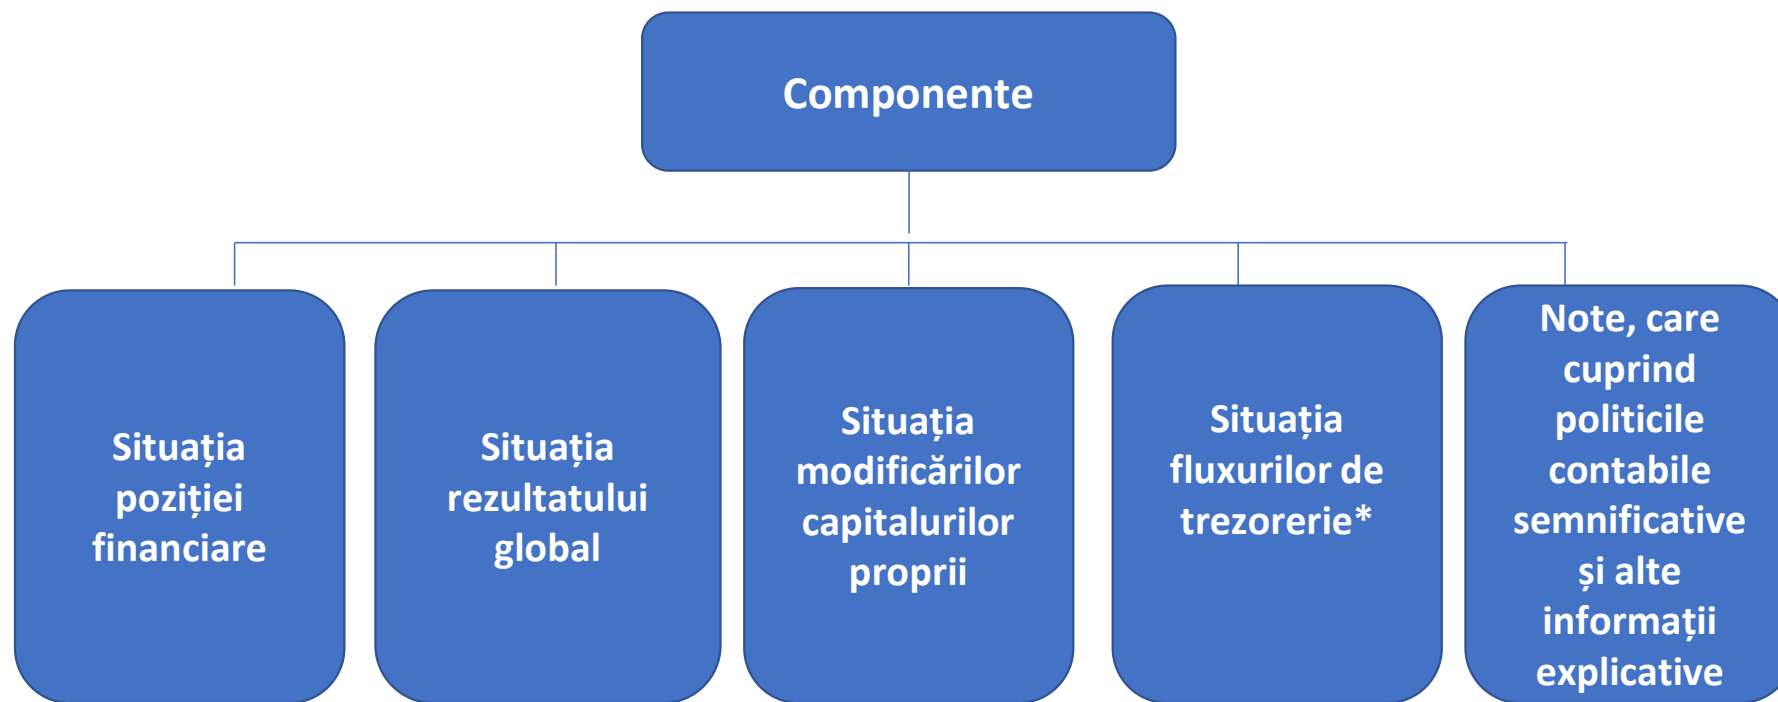 Componente
Situația
poziției
financiare
Situația
rezultatului
global
Situația
modificărilor
capitalurilor
proprii
Situația
fluxurilor de
trezorerie*
Note, care
cuprind
politicile
contabile
semnificative
și alte
informații
explicative